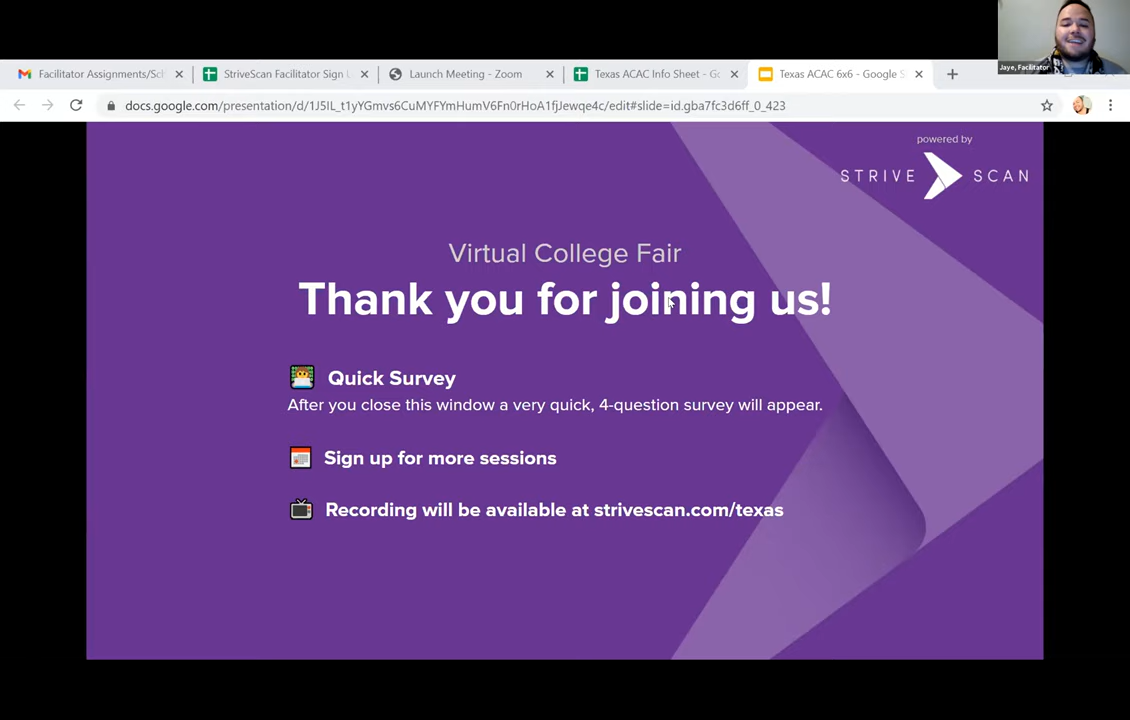 Jaye, Facilitator
Facilitator Assignments/Sch
StriveScan Facilitator Sign U
Launch Meeting - Zoom
Texas ACAC Info Sheet - Go
Texas ACAC 6x6 - Google S
docs.google.com/presentation/d/1J5IL_t1yYGmvs6CuMYFYmHumV6Fn0rHoA1fjJewqe4c/edit#slide=id.gba7fc3d6ff_0_423
powered by
STRIVE SCAN
Virtual College Fair
Thank you for joining us!
Quick Survey
After you close this window a very quick, 4-question survey will appear.
Sign up for more sessions
Recording will be available at strivescan.com/texas